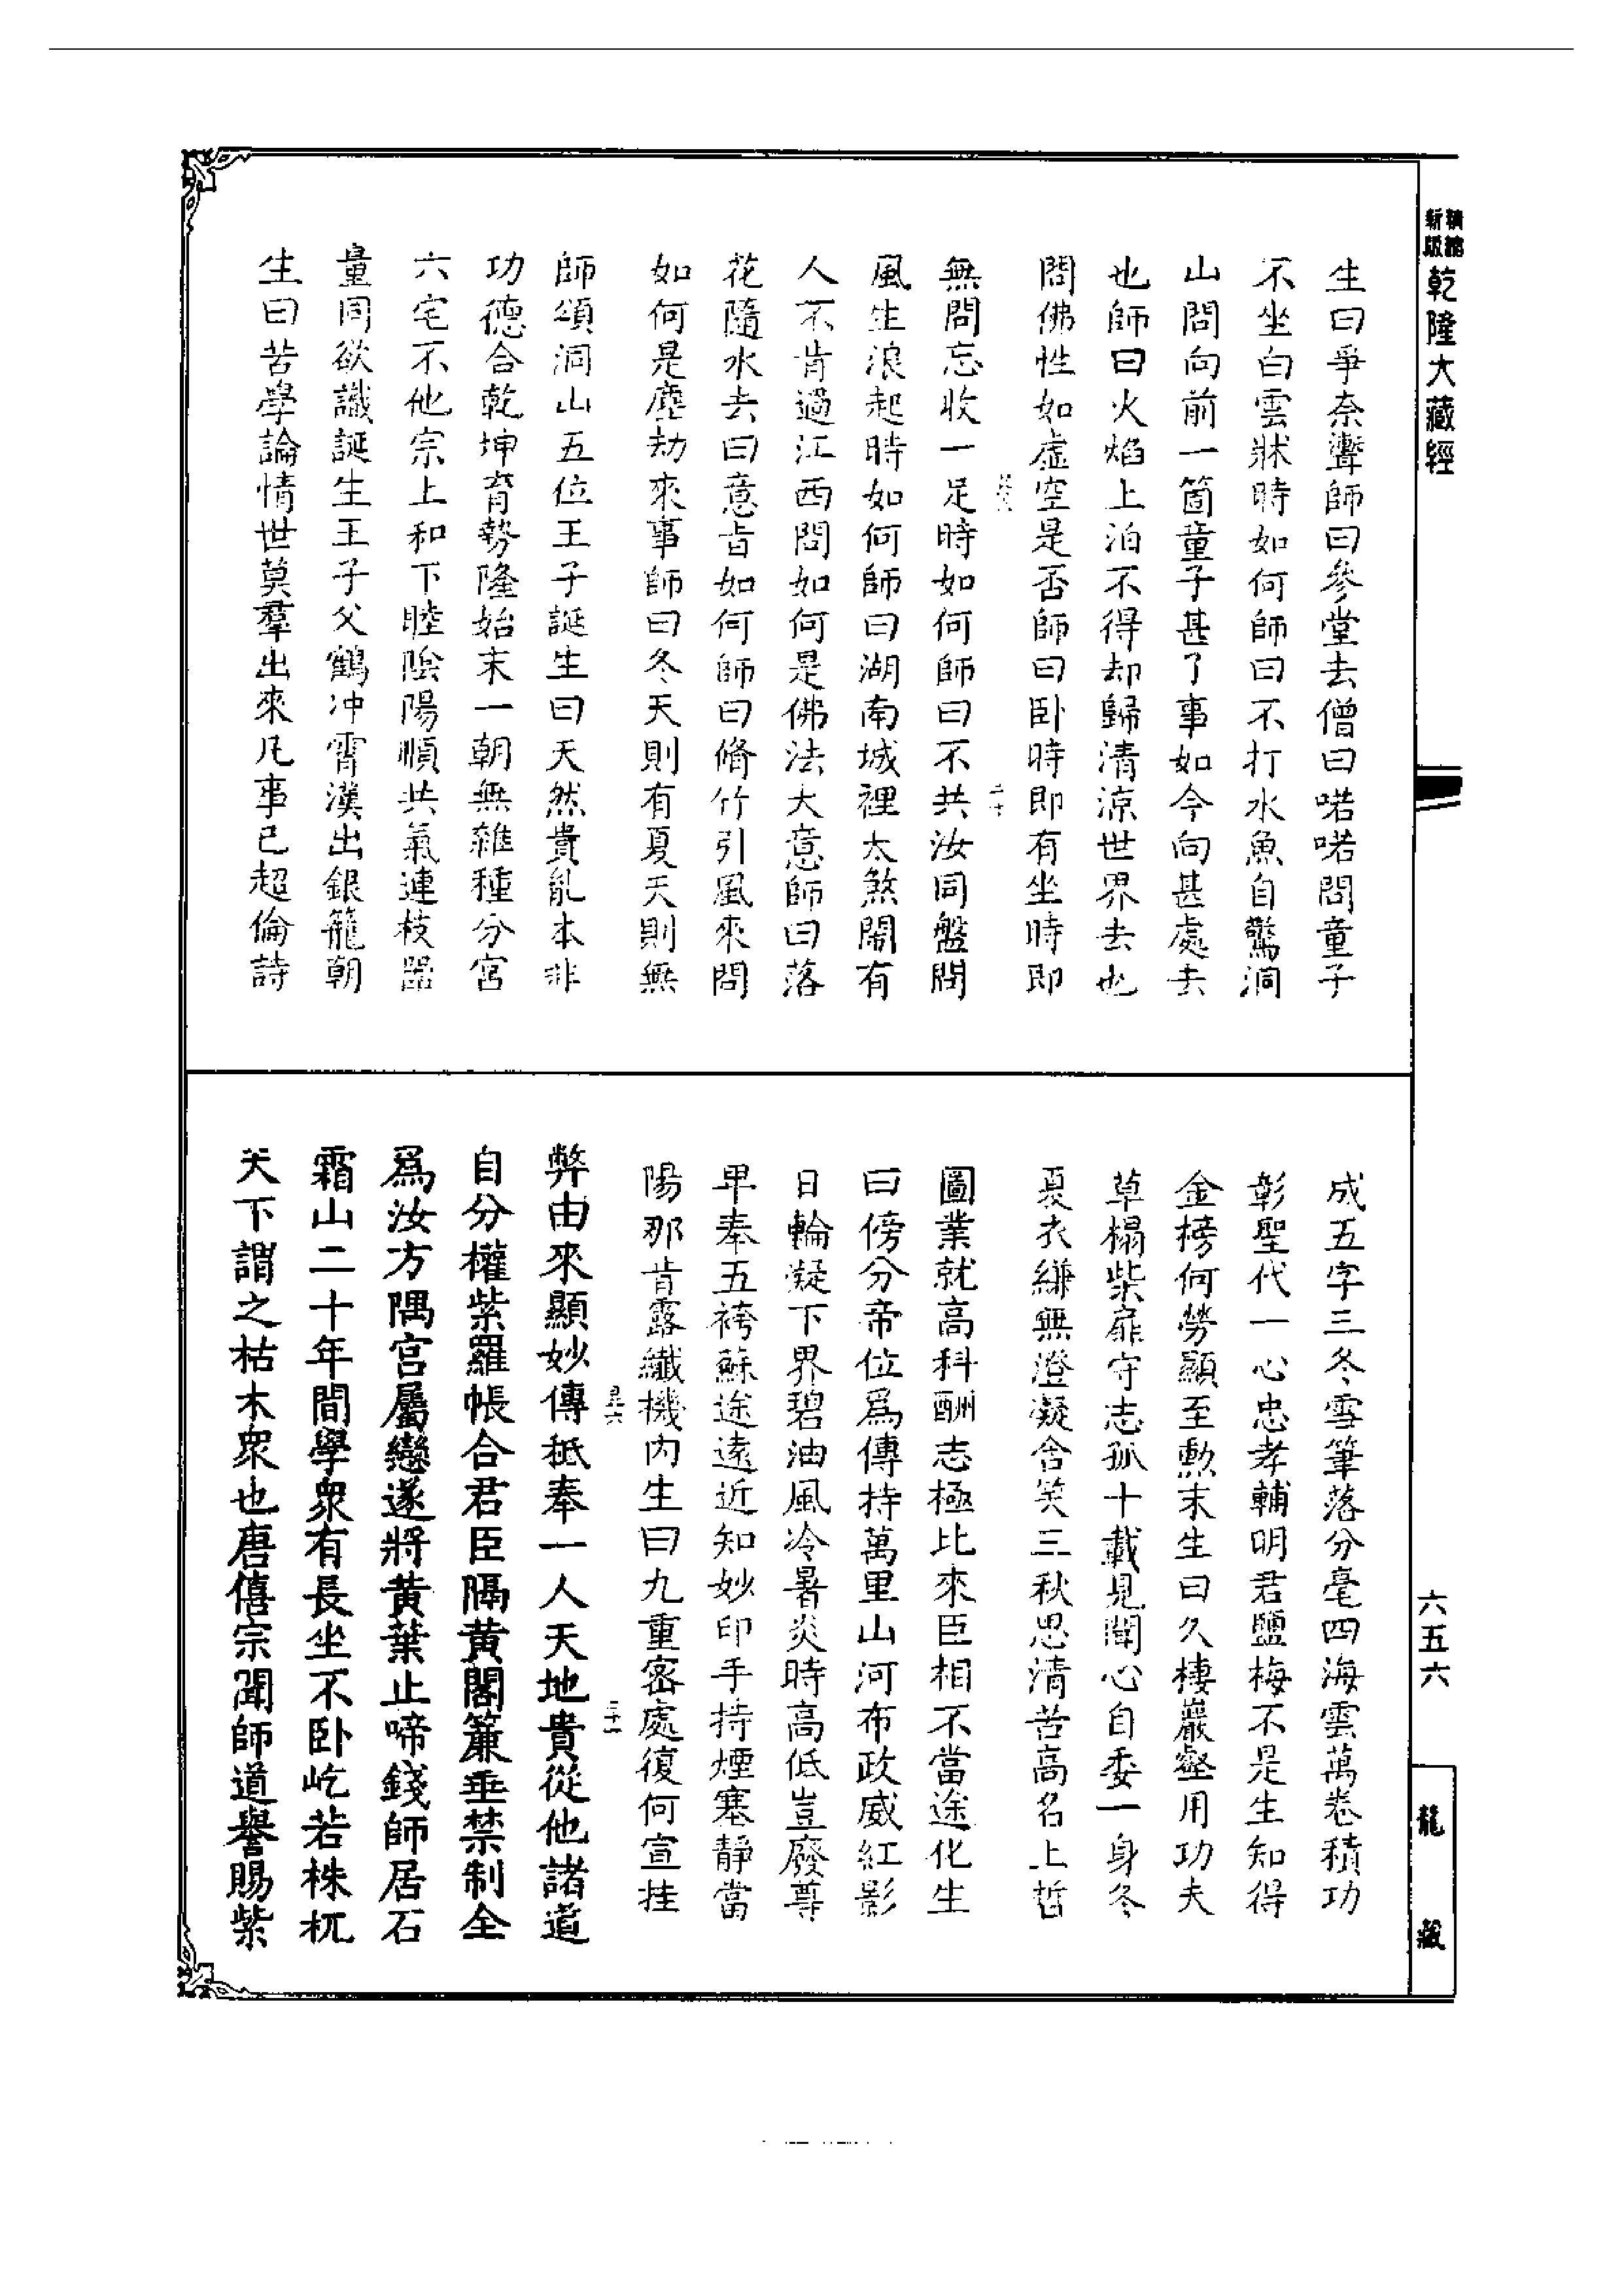 乾隆大藏經
生曰爭奈聾師曰參堂去僧曰喏喏問童子
不坐白雲牀時如何師曰不打水魚自驚洞
山問向前一箇童子甚了事如今向甚處去
也師曰火焰上泊不得却歸清涼世界去也
問佛性如虛空是否師曰卧時即有坐時即
無問忘收一足時如何師曰不共汝同盤問
風生浪起時如何師曰湖南城裡太煞鬧有
人不肯過江西問如何是佛法大意師曰落
花隨水去曰意旨如何師曰脩竹引風來問
如何是塵劫來事師曰冬天則有夏天則無
師頌洞山五位王子誕生曰天然貴胤本非
功德合乾坤育勢隆始末一朝無雜種分宮
六宅不他宗上和下睦陰陽順共氣連枝器
量同欲識誕生王子父鶴冲霄漢出銀籠朝
生曰苦學論情世莫羣出來凡事已超倫詩
成五字三冬雪筆落分毫四海雲萬卷積功
彰聖代一心忠孝輔明君鹽梅不是生知得
金榜何勞顯至勲末生曰久棲巖壑用功夫
草榻柴扉守志孤十載見聞心自委一身冬
夏衣縑無澄凝含笑三秋思清苦高名上哲
圖業就高科酬志極比來臣相不當途化生
曰傍分帝位爲傳持萬里山河布政威紅影
日輪凝下界碧油風冷暑炎時高低豈廢尊
卑奉五袴蘇途遠近知妙印手持煙塞靜當
陽那肯露纖機內生曰九重密處復何宣挂
弊由來顯妙傳祗奉一人天地貴從他諸道
自分權紫羅帳合君臣隔黃閣簾垂禁制全
爲汝方隅宮屬戀遂將黃葉止啼錢師居石
霜山二十年間學衆有長坐不卧屹若株杌
天下謂之枯木衆也唐僖宗聞師道譽賜紫
二十
六
二十一
六五六
龍藏